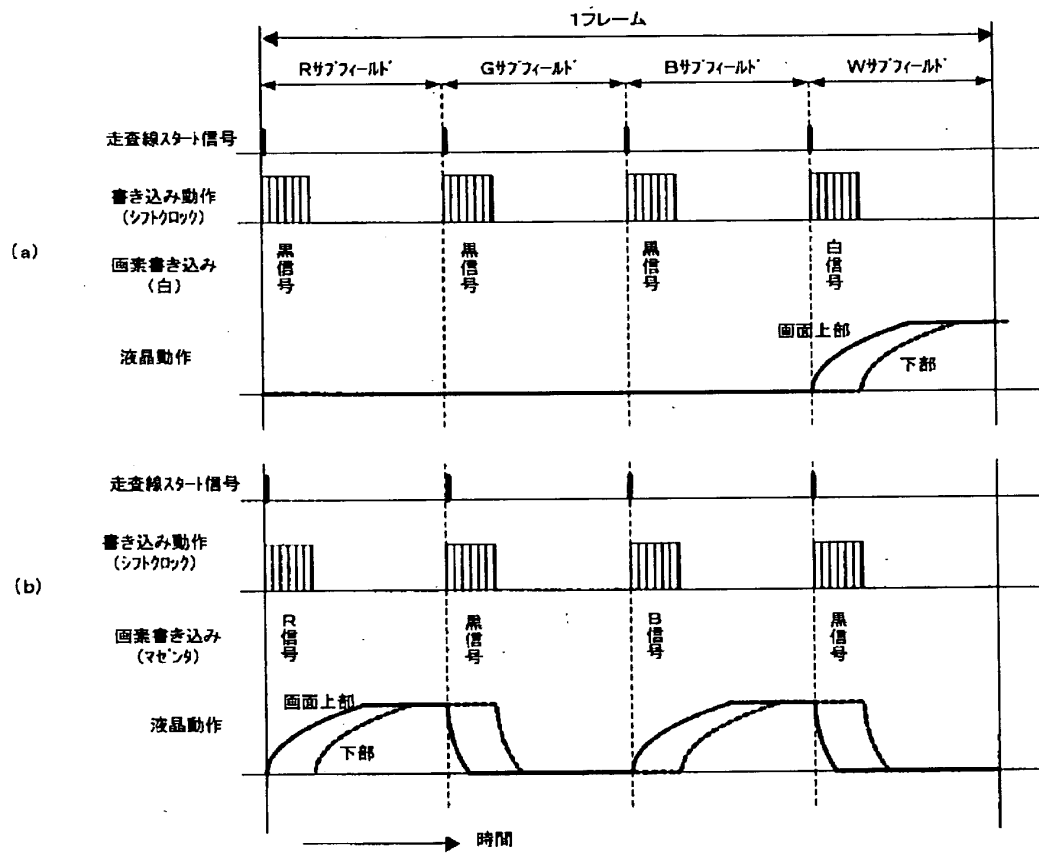 1フレーム
Rサブフィールド Gサブフィールド Bサブフィールド Wサブフィールド
走査線スタート信号
書き込み動作
(シフトクロック)
(a)
画素書き込み
(白)
黒信号 黒信号 黒信号 白信号
画面上部
液晶動作
下部
走査線スタート信号
書き込み動作
(シフトクロック)
(b)
画素書き込み
(マゼンタ)
R信号 黒信号 B信号 黒信号
画面上部 画面上部
液晶動作
下部 下部
時間